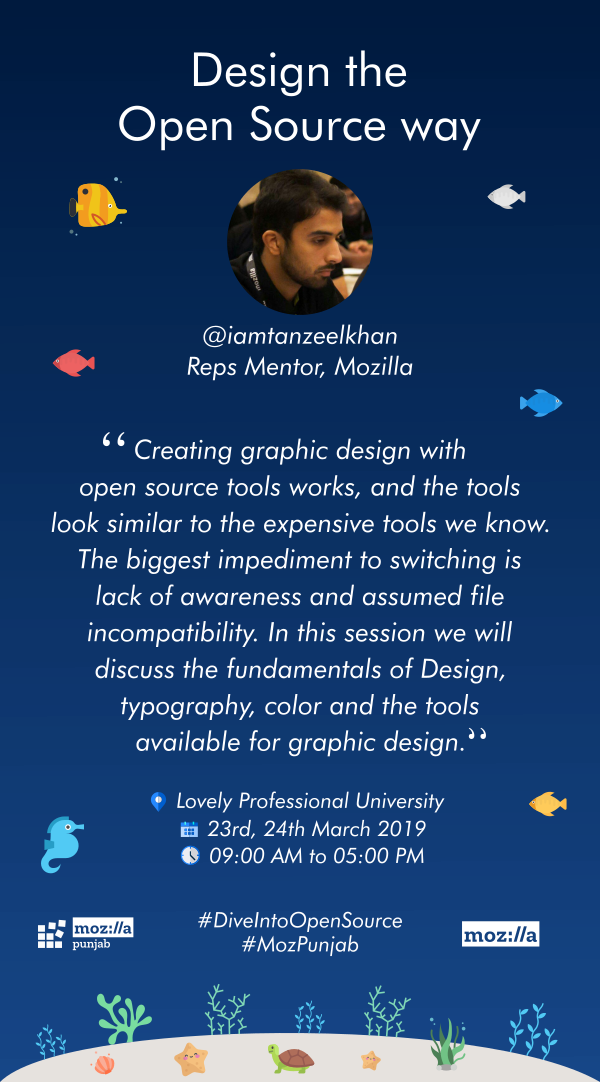 Design the
Open Source way
@iamtanzeelkhan
Reps Mentor, Mozilla
“ Creating graphic design with
open source tools works, and the tools
look similar to the expensive tools we know.
The biggest impediment to switching is
lack of awareness and assumed file
incompatibility. In this session we will
discuss the fundamentals of Design,
typography, color and the tools
available for graphic design.”
Lovely Professional University
23rd, 24th March 2019
09:00 AM to 05:00 PM
#DiveIntoOpenSource
#MozPunjab
moz://a
punjab
moz://a